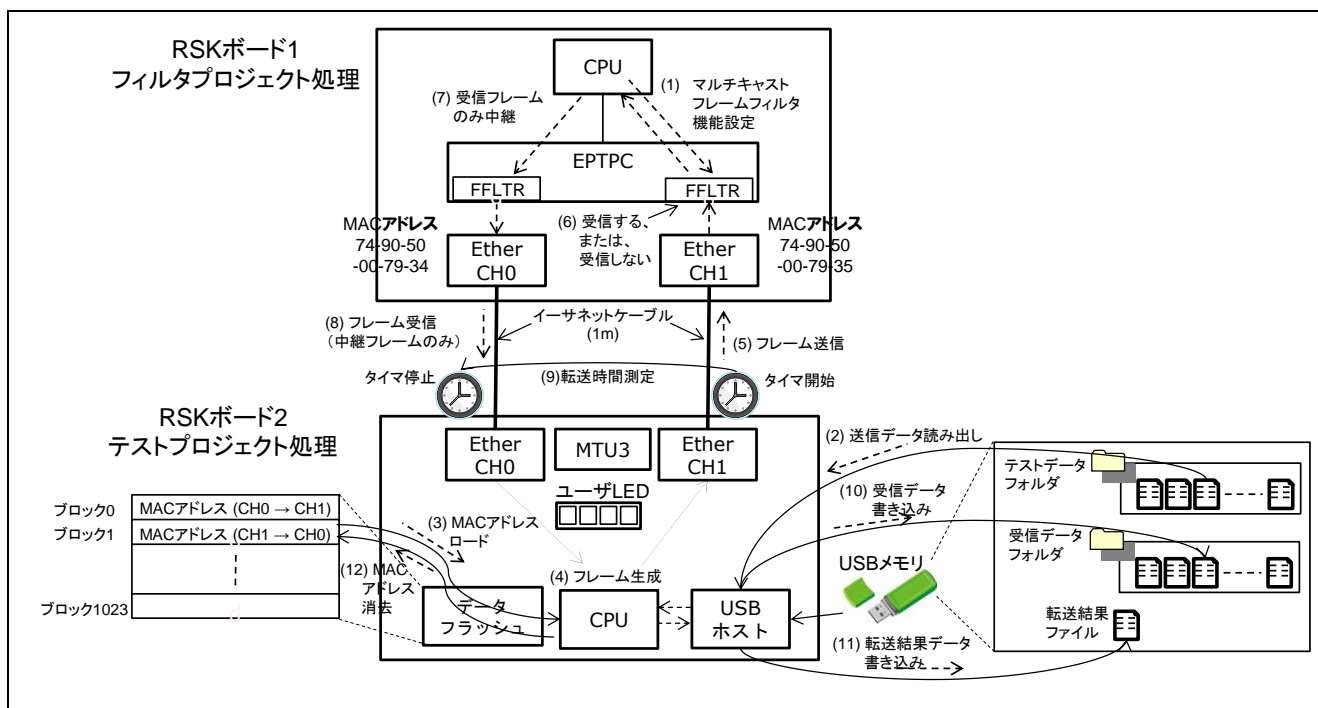 RSKボード1
フィルタプロジェクト処理
CPU
(7) 受信フレーム
のみ中継
(1) マルチキャスト
フレームフィルタ
機能設定
EPTPC
FFLTR
FFLTR
MACアドレス
74-90-50
-00-79-34
(6) 受信する、
または、
受信しない
MACアドレス
74-90-50
-00-79-35
Ether
CH0
Ether
CH1
(8) フレーム受信
（中継フレームのみ）
イーサネットケーブル
(1m)
(5) フレーム送信
タイマ停止
(9)転送時間測定
タイマ開始
RSKボード2
テストプロジェクト処理
Ether
CH0
MTU3
Ether
CH1
ユーザLED
(2) 送信データ読み出し
テストデータ
フォルダ
(10) 受信データ
書き込み
受信データ
フォルダ
USBメモリ
転送結果
ファイル
(11) 転送結果データ
書き込み
ブロック0
MACアドレス (CH0 → CH1)
ブロック1
MACアドレス (CH1 → CH0)
ブロック1023
(3) MACアドレス
ロード
(12) MAC
アドレス
消去
(4) フレーム生成
データ
フラッシュ
CPU
USB
ホスト